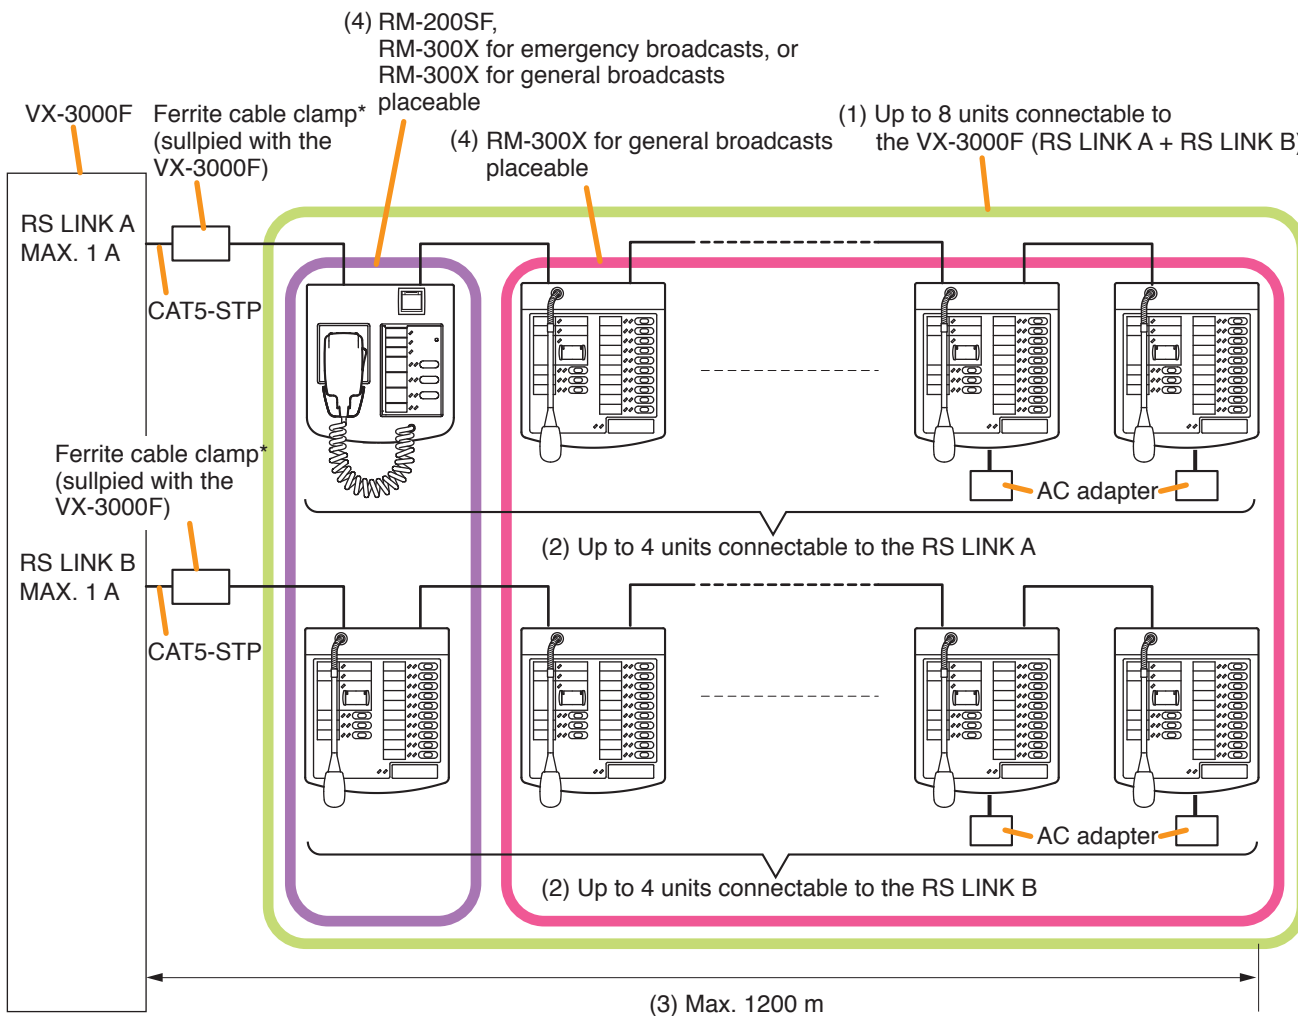 (4) RM-200SF,
RM-300X for emergency broadcasts, or
RM-300X for general broadcasts
placeable
VX-3000F
Ferrite cable clamp*
(sullpied with the
VX-3000F)
(4) RM-300X for general broadcasts
placeable
(1) Up to 8 units connectable to
the VX-3000F (RS LINK A + RS LINK B)
RS LINK A
MAX. 1 A
CAT5-STP
AC adapter
(2) Up to 4 units connectable to the RS LINK A
Ferrite cable clamp*
(sullpied with the
VX-3000F)
RS LINK B
MAX. 1 A
CAT5-STP
AC adapter
(2) Up to 4 units connectable to the RS LINK B
(3) Max. 1200 m